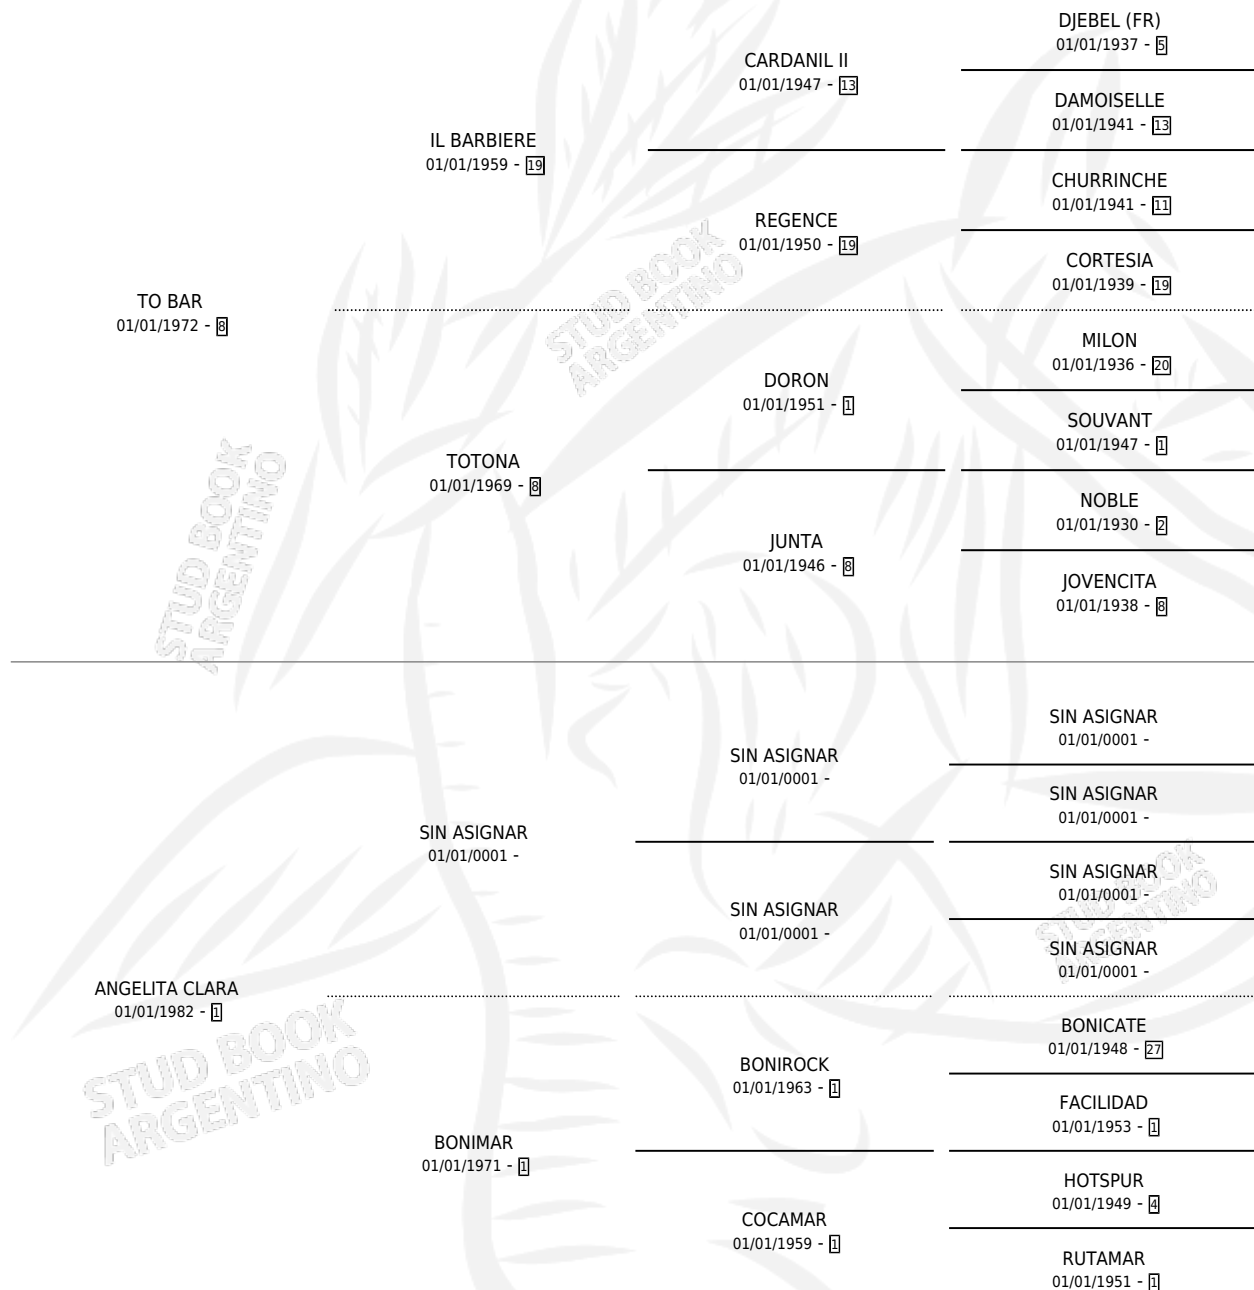 DJEBEL (FR)
01/01/1937 - 5
CARDANIL II
01/01/1947 - 13
DAMOISELLE
01/01/1941 - 13
IL BARBIERE
01/01/1959 - 19
CHURRINCHE
01/01/1941 - 11
REGENCE
01/01/1950 - 19
CORTESIA
01/01/1939 - 19
TO BAR
01/01/1972 - 8
MILON
01/01/1936 - 20
DORON
01/01/1951 - 1
SOUVANT
01/01/1947 - 1
TOTONA
01/01/1969 - 8
NOBLE
01/01/1930 - 2
JUNTA
01/01/1946 - 8
JOVENCITA
01/01/1938 - 8
STUD BOOK
ARGENTINO
STUD BOOK
ARGENTINO
SIN ASIGNAR
01/01/0001 -
SIN ASIGNAR
01/01/0001 -
SIN ASIGNAR
01/01/0001 -
SIN ASIGNAR
01/01/0001 -
SIN ASIGNAR
01/01/0001 -
SIN ASIGNAR
01/01/0001 -
SIN ASIGNAR
01/01/0001 -
STUD BOOK
ARGENTINO
ANGELITA CLARA
01/01/1982 - 1
BONICATE
01/01/1948 - 27
BONIROCK
01/01/1963 - 1
FACILIDAD
01/01/1953 - 1
BONIMAR
01/01/1971 - 1
HOTSPUR
01/01/1949 - 4
COCAMAR
01/01/1959 - 1
RUTAMAR
01/01/1951 - 1
STUD BOOK
ARGENTINO